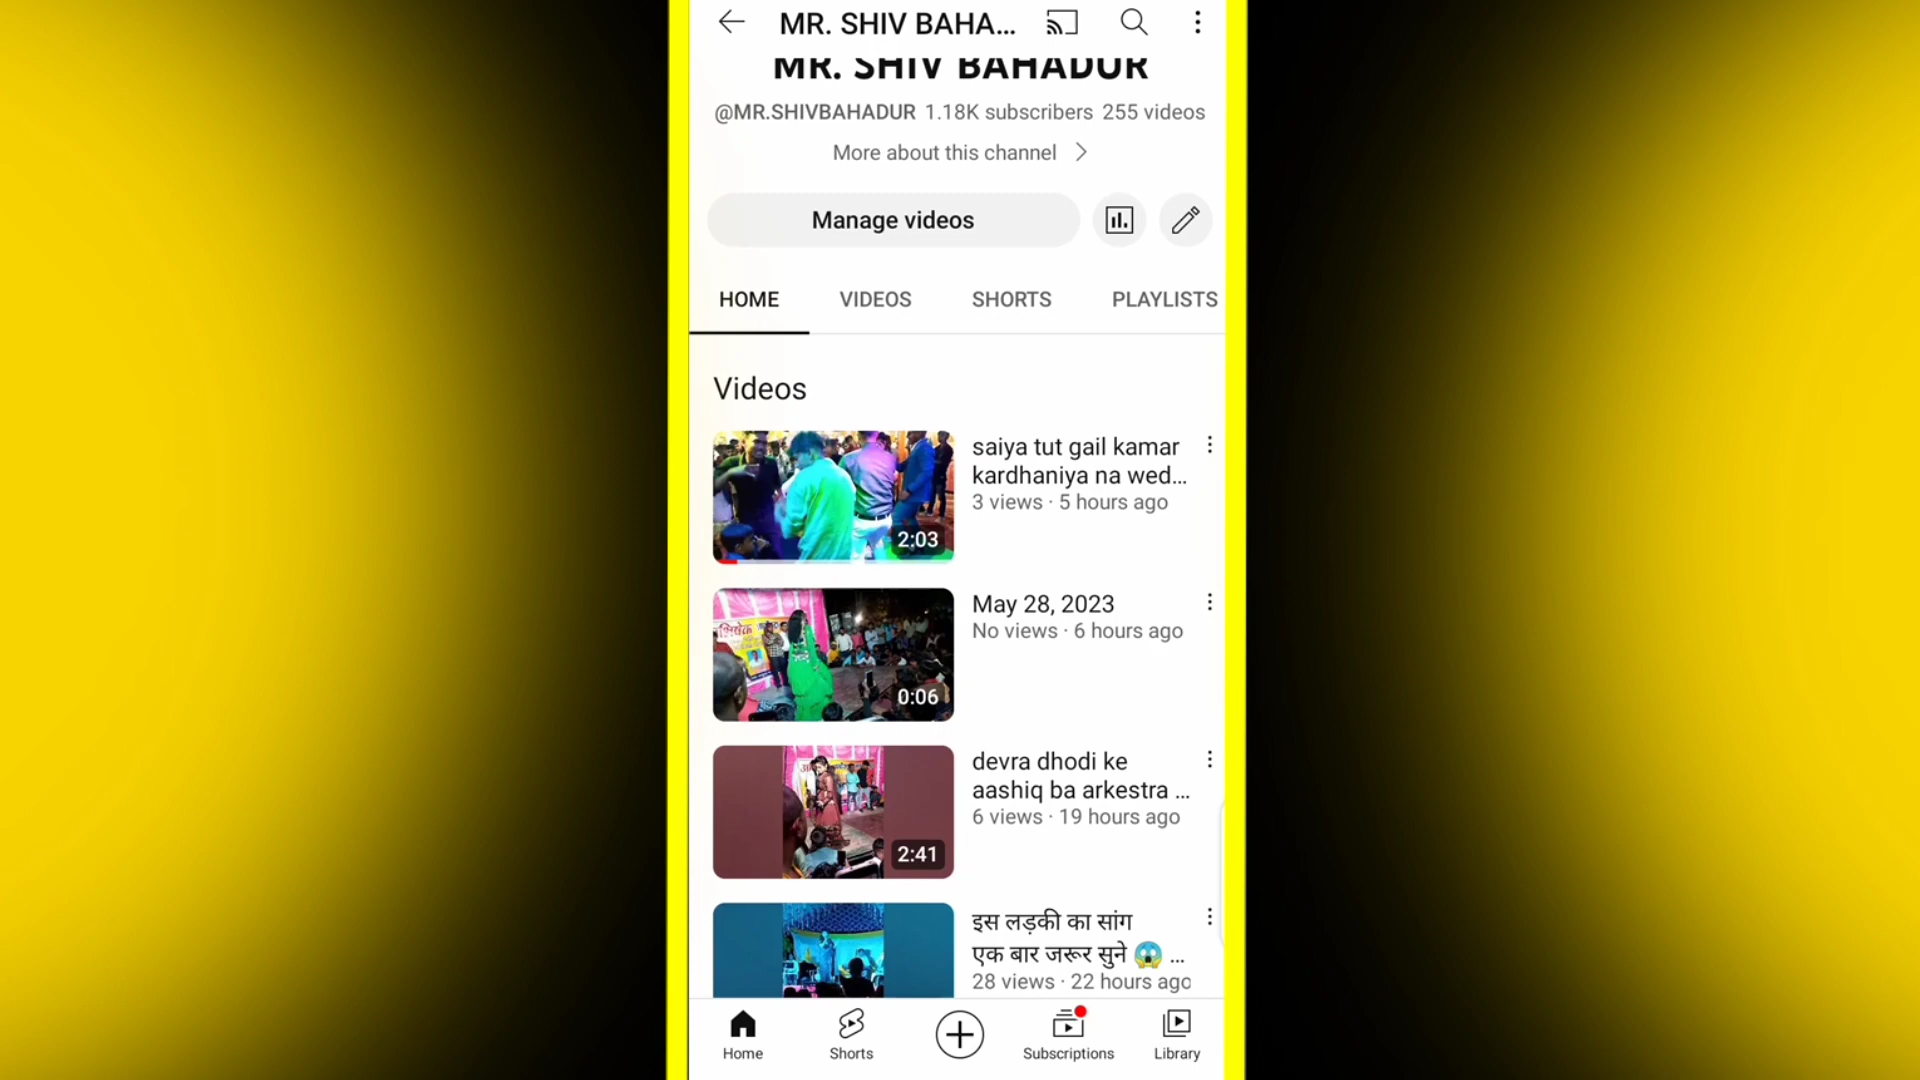 MR. SHIV BAHA...
MR. SHIV BAHADUR
@MR.SHIVBAHADUR 1.18K subscribers 255 videos
More about this channel
Manage videos
HOME VIDEOS SHORTS PLAYLISTS
Videos
saiya tut gail kamar
kardhaniya na wed...
3 views · 5 hours ago
2:03
May 28, 2023
No views · 6 hours ago
0:06
devra dhodi ke
aashiq ba arkestra ...
6 views · 19 hours ago
2:41
इस लड़की का सांग
एक बार जरूर सुने 😱 ...
28 views · 22 hours ago
Home Shorts Subscriptions Library